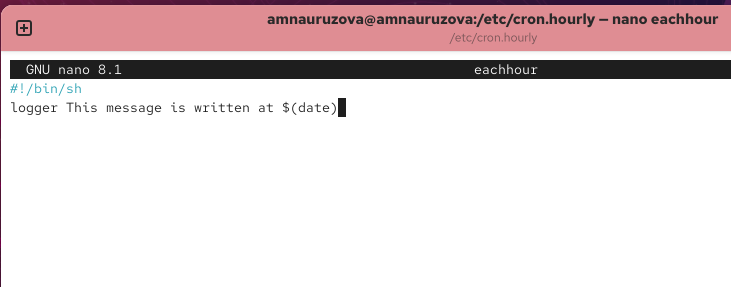 amnauruzova@amnauruzova:/etc/cron.hourly — nano eachhour
/etc/cron.hourly
GNU nano 8.1 eachhour
#!/bin/sh
logger This message is written at $(date)